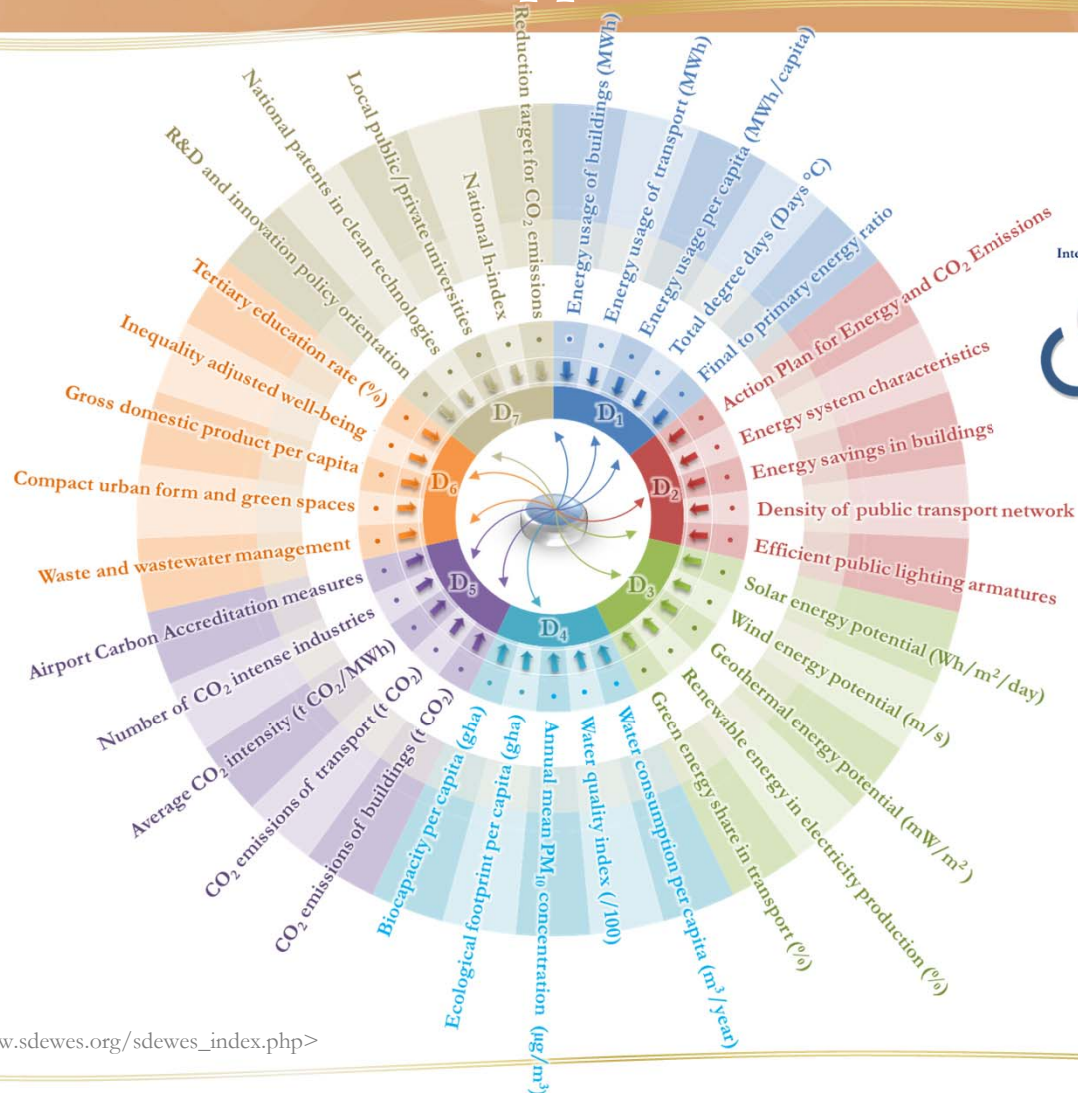 Energy usage of buildings (MWh)
Energy usage of transport (MWh)
Energy usage per capita (MWh/capita)
Total degree days (Days °C)
Final to primary energy ratio
Action Plan for Energy and CO₂ Emissions
Energy system characteristics
Energy savings in buildings
Density of public transport network
Efficient public lighting armatures
Solar energy potential (Wh/m²/day)
Wind energy potential (m/s)
Geothermal energy potential (mW/m²)
Renewable energy in electricity production (%)
Green energy share in transport (%)
Water consumption per capita (m³/year)
Water quality index (/100)
Annual mean PM₁₀ concentration (µg/m³)
Ecological footprint per capita (gha)
Biocapacity per capita (gha)
CO₂ emissions of buildings (t CO₂)
CO₂ emissions of transport (t CO₂)
Average CO₂ intensity (t CO₂/MWh)
Number of CO₂ intense industries
Airport Carbon Accreditation measures
Waste and wastewater management
Compact urban form and green spaces
Gross domestic product per capita
Inequality adjusted well-being
Tertiary education rate (%)
R&D and innovation policy orientation
National patents in clean technologies
Local public/private universities
National h-index
Reduction target for CO₂ emissions
D₁
D₂
D₃
D₄
D₅
D₆
D₇
Inte
w.sdewes.org/sdewes_index.php>